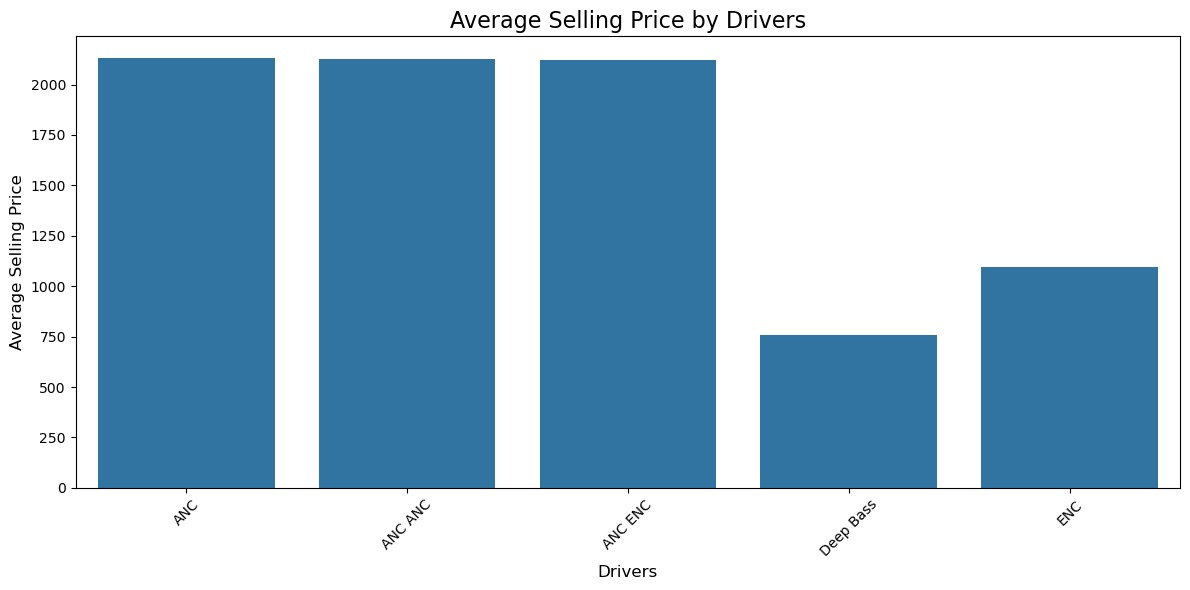 Average Selling Price by Drivers
Average Selling Price
2000
1750
1500
1250
1000
750
500
250
0
ANC
ANC ANC
ANC ENC
Deep Bass
ENC
Drivers